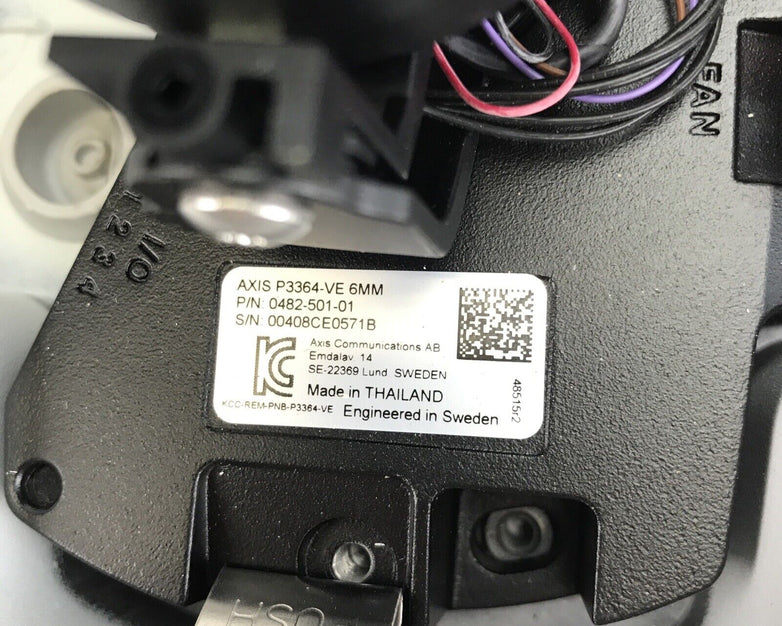 FAN
I/O
1 2 3 4
AXIS P3364-VE 6MM
P/N: 0482-501-01
S/N: 00408CE0571B
Axis Communications AB
Emdalav. 14
SE-22369 Lund SWEDEN
Made in THAILAND
KCC-REM-PNB-P3364-VE
Engineered in Sweden
48515r2